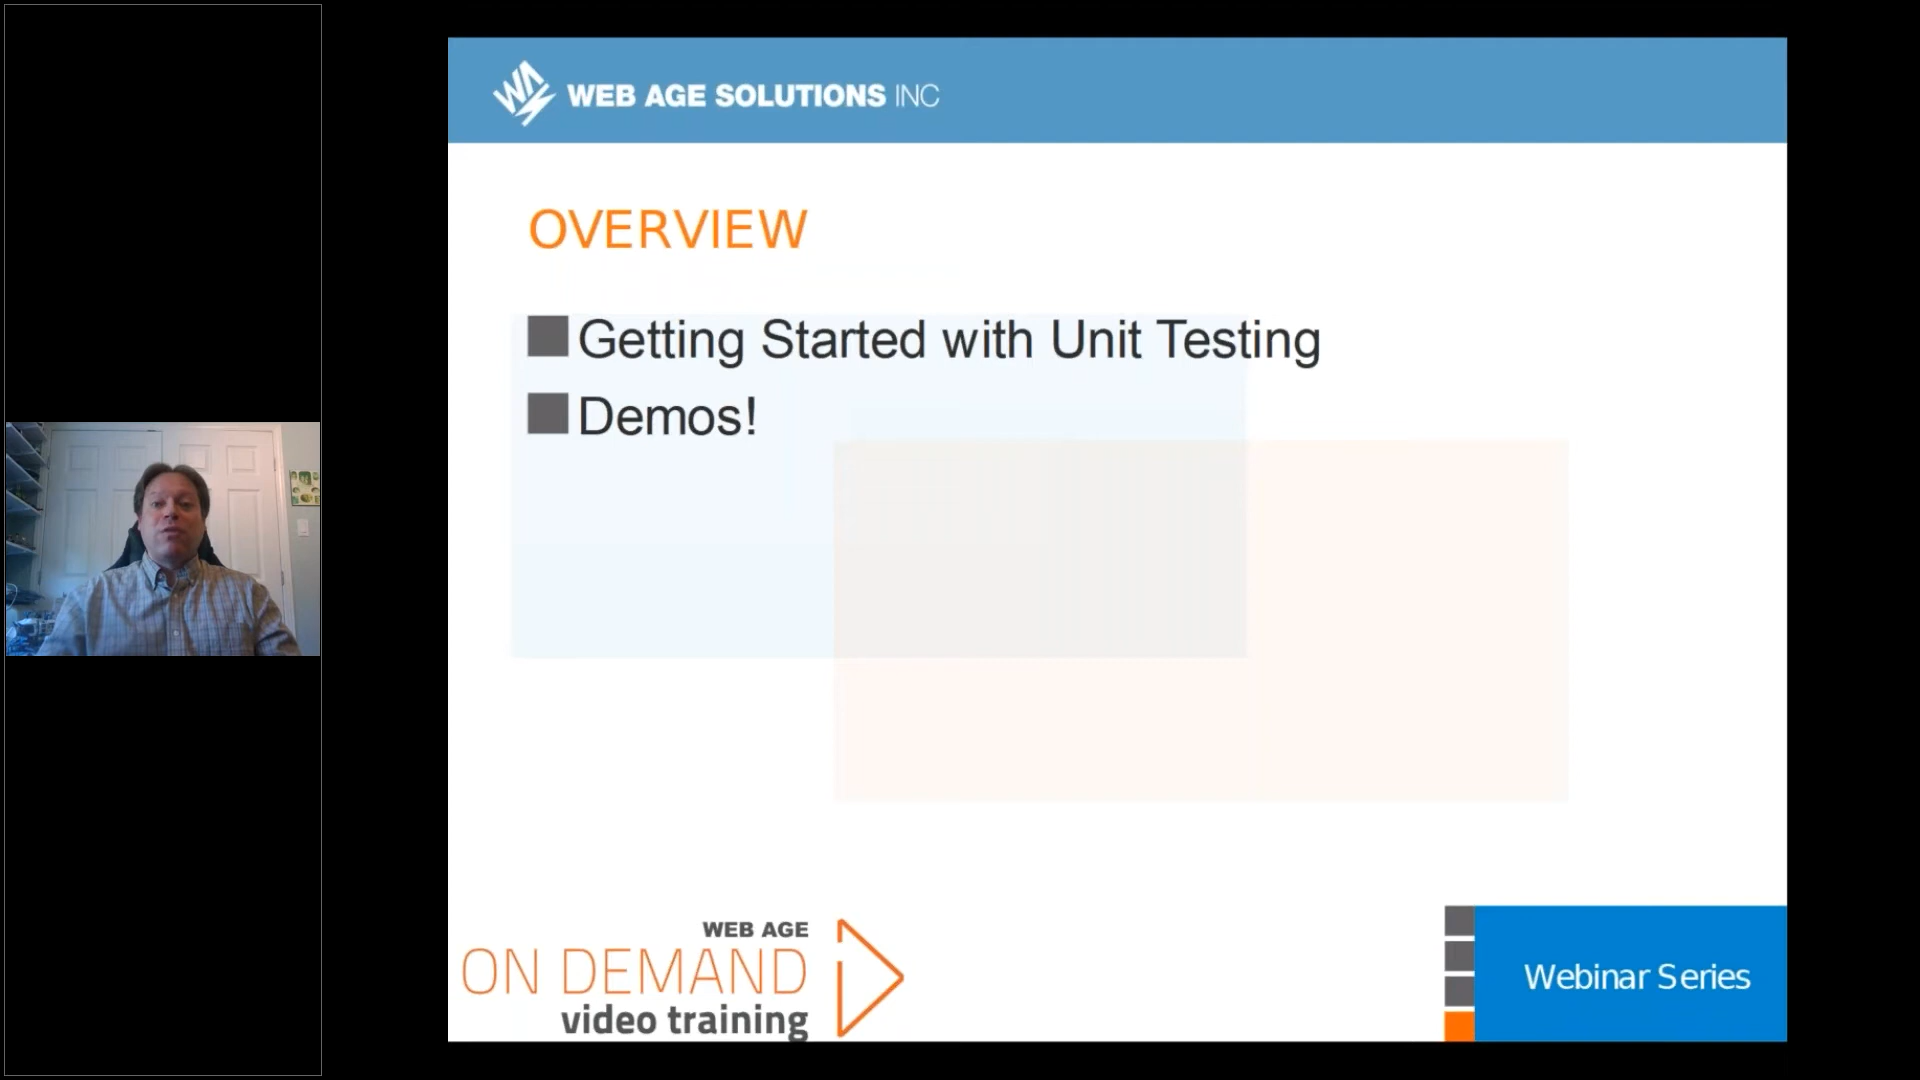 WEB AGE SOLUTIONS INC
OVERVIEW
Getting Started with Unit Testing
Demos!
WEB AGE
ON DEMAND
video training
Webinar Series